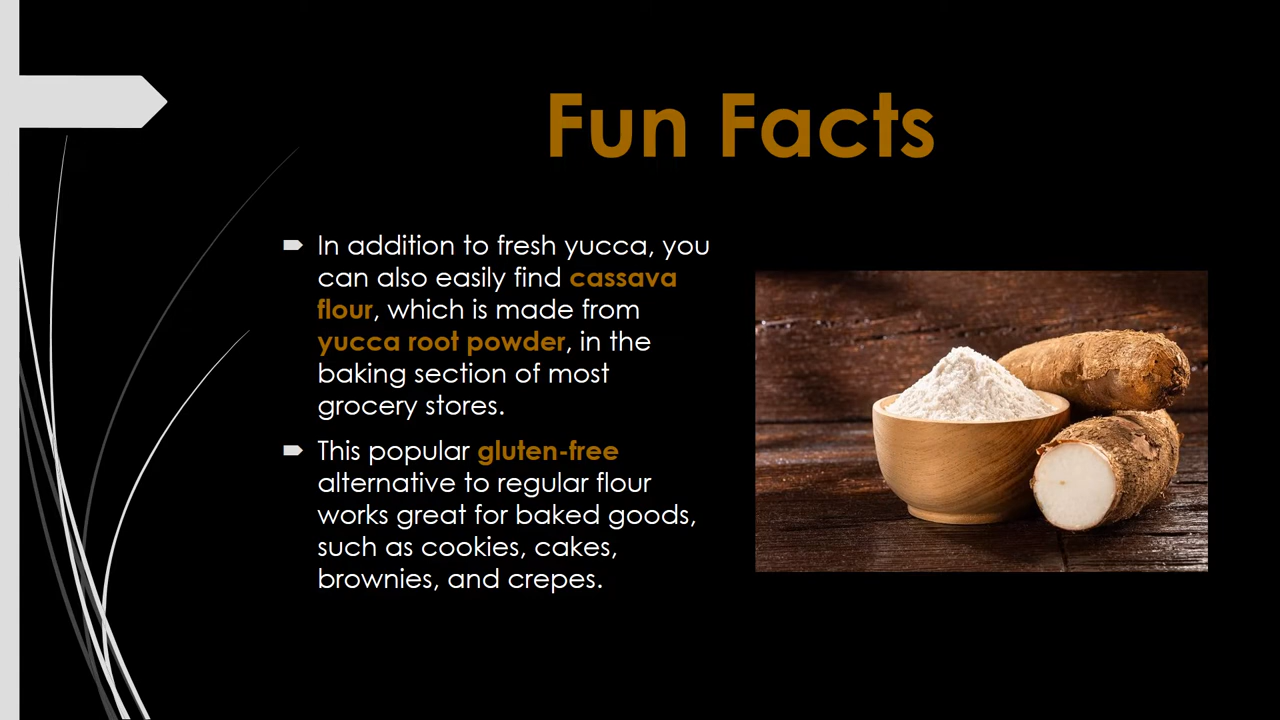 Fun Facts
In addition to fresh yucca, you
can also easily find cassava
flour, which is made from
yucca root powder, in the
baking section of most
grocery stores.
This popular gluten-free
alternative to regular flour
works great for baked goods,
such as cookies, cakes,
brownies, and crepes.